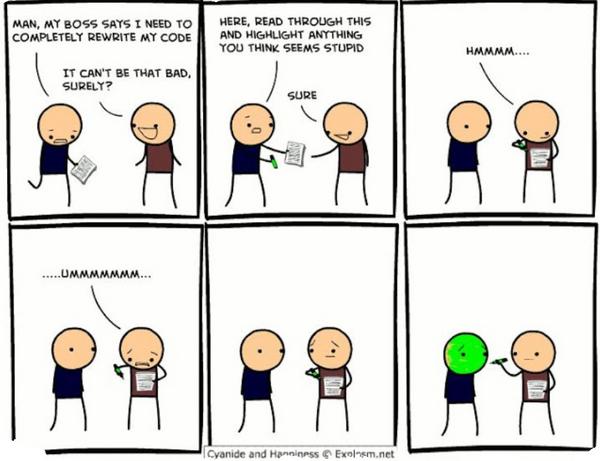 MAN, MY BOSS SAYS I NEED TO
COMPLETELY REWRITE MY CODE
IT CAN'T BE THAT BAD,
SURELY?
HERE, READ THROUGH THIS
AND HIGHLIGHT ANYTHING
YOU THINK SEEMS STUPID
SURE
HMMMM....
.....UMMMMMMM...
Cyanide and Happiness © Explosm.net